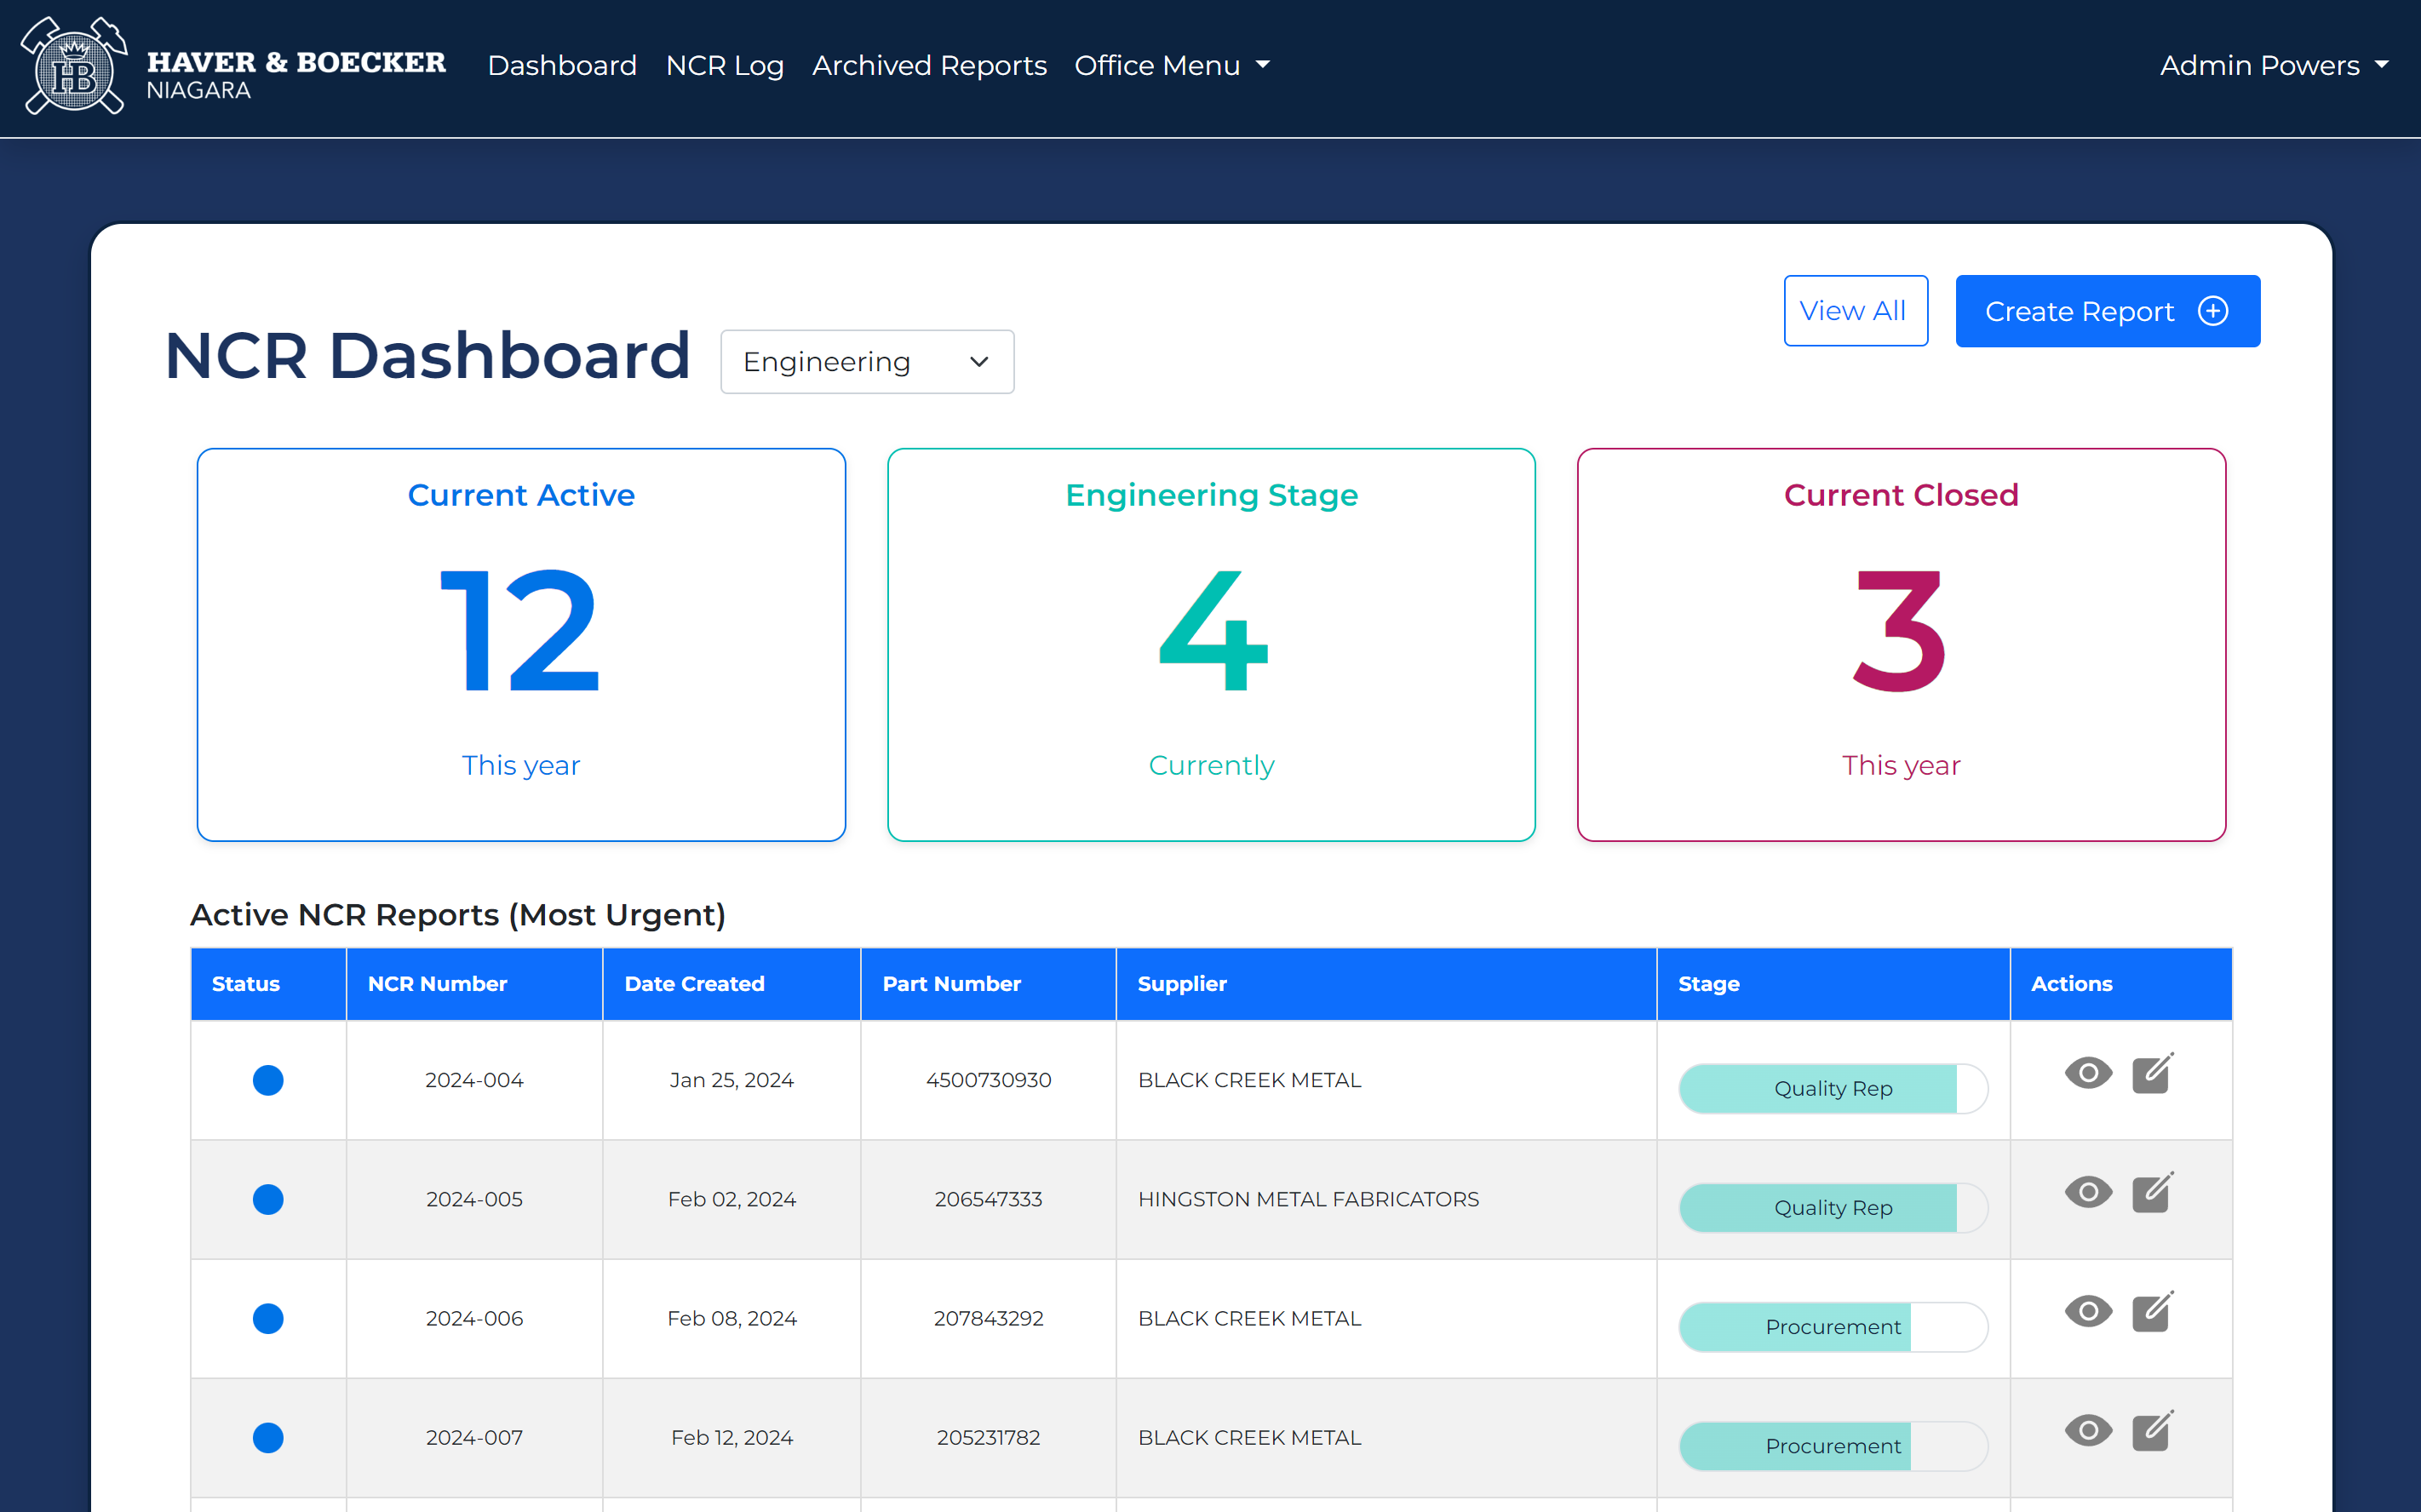 HB
HAVER & BOECKER
NIAGARA
Dashboard NCR Log Archived Reports Office Menu Admin Powers
View All Create Report
NCR Dashboard Engineering
Current Active Engineering Stage Current Closed
12 4 3
This year Currently This year
Active NCR Reports (Most Urgent)
Status NCR Number Date Created Part Number Supplier Stage Actions
2024-004 Jan 25, 2024 4500730930 BLACK CREEK METAL Quality Rep
2024-005 Feb 02, 2024 206547333 HINGSTON METAL FABRICATORS Quality Rep
2024-006 Feb 08, 2024 207843292 BLACK CREEK METAL Procurement
2024-007 Feb 12, 2024 205231782 BLACK CREEK METAL Procurement